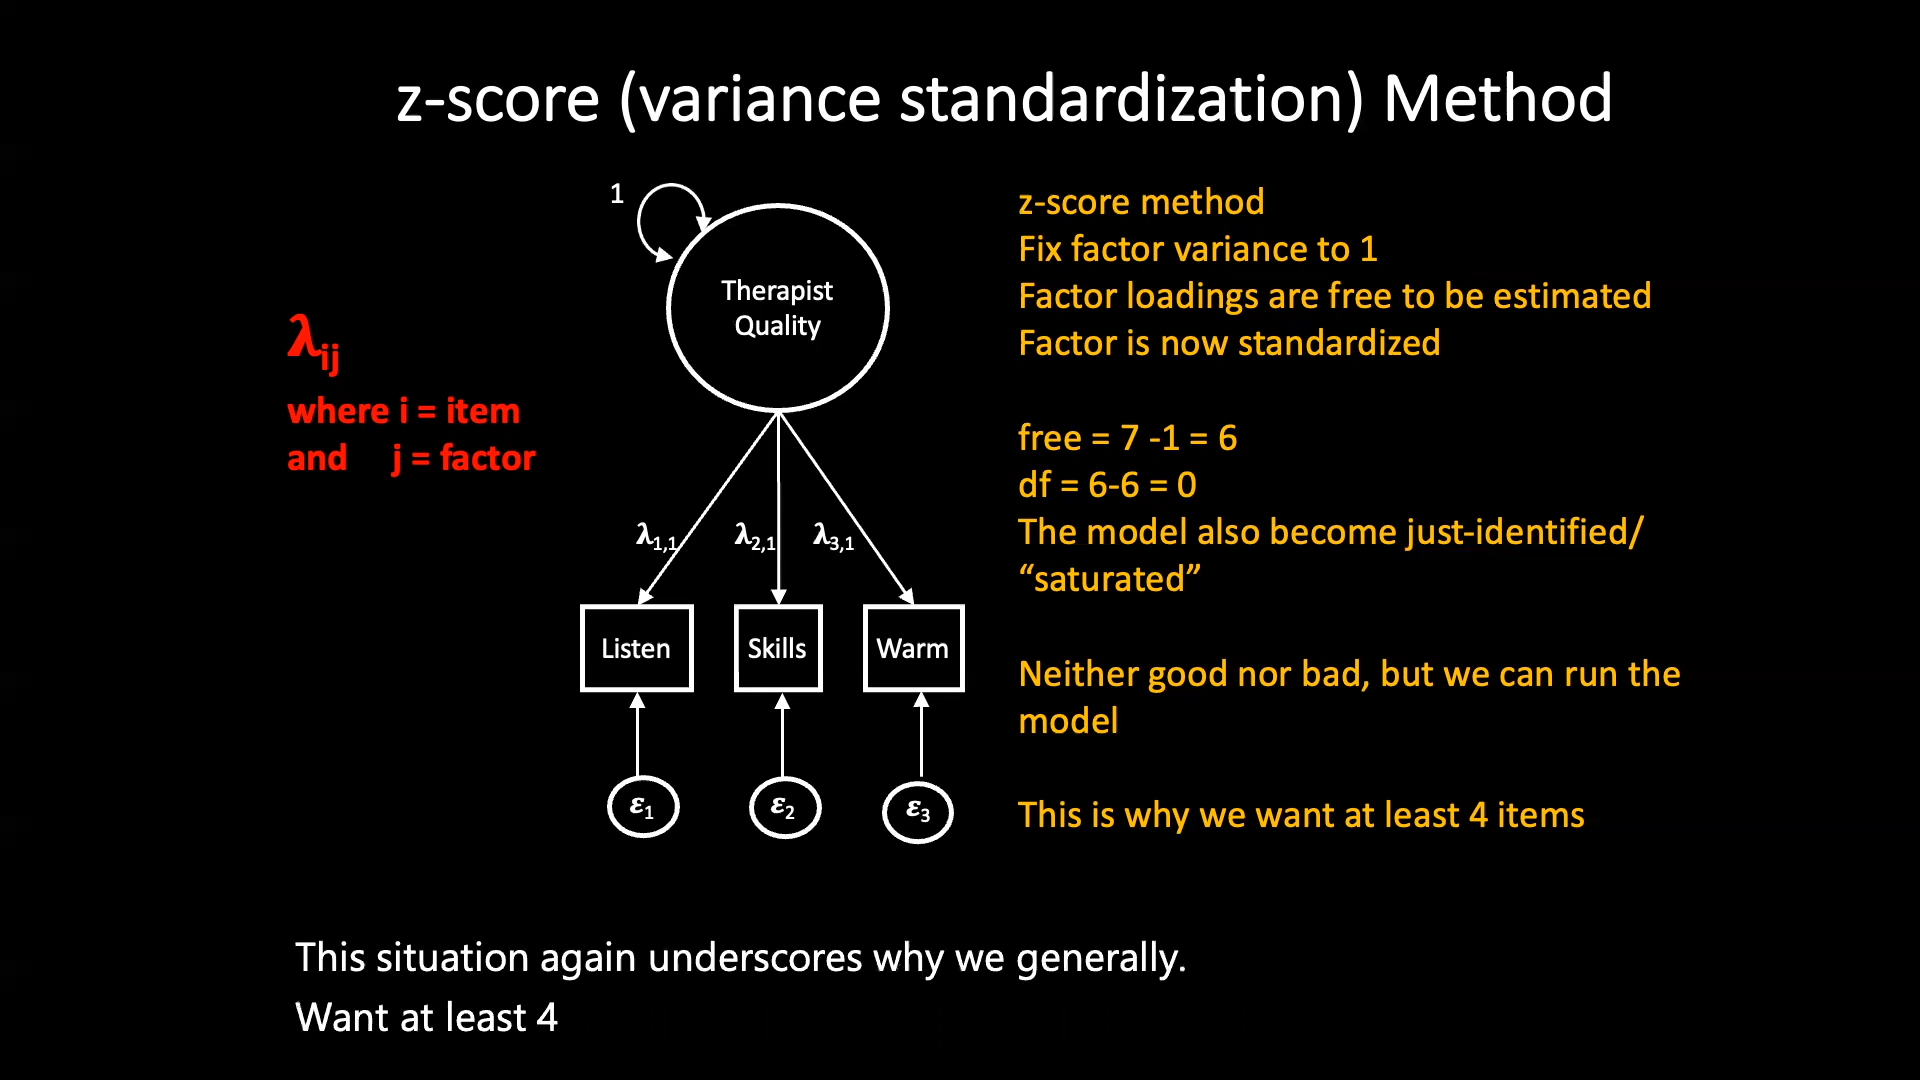 z-score (variance standardization) Method
1
Therapist
Quality
λij
where i = item
and j = factor
λ1,1
λ2,1
λ3,1
Listen
Skills
Warm
ε1
ε2
ε3
z-score method
Fix factor variance to 1
Factor loadings are free to be estimated
Factor is now standardized
free = 7 -1 = 6
df = 6-6 = 0
The model also become just-identified/
“saturated”
Neither good nor bad, but we can run the
model
This is why we want at least 4 items
This situation again underscores why we generally.
Want at least 4